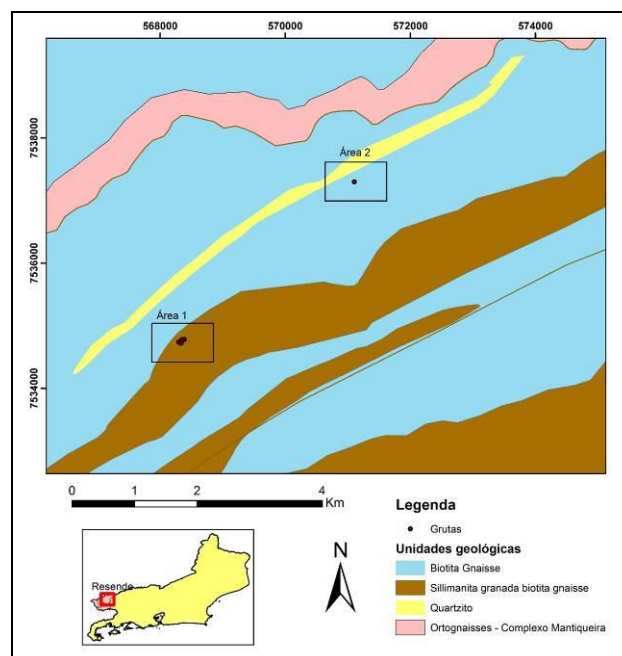 568000 570000 572000 574000
7538000
7536000
7534000
Área 2
Área 1
0 1 2 4
Km
Resende
N
Legenda
Grutas
Unidades geológicas
Biotita Gnaisse
Sillimanita granada biotita gnaisse
Quartzito
Ortognaisses - Complexo Mantiqueira